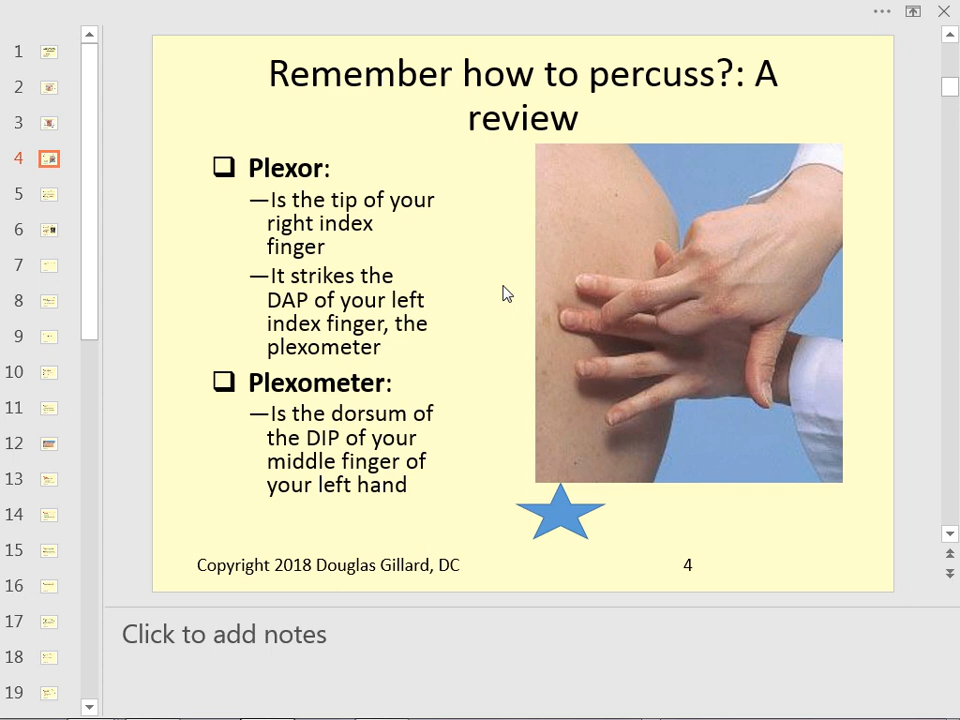 Remember how to percuss?: A
review
❑ Plexor:
—Is the tip of your
right index
finger
—It strikes the
DAP of your left
index finger, the
plexometer
❑ Plexometer:
—Is the dorsum of
the DIP of your
middle finger of
your left hand
Copyright 2018 Douglas Gillard, DC
4
Click to add notes
1
2
3
4
5
6
7
8
9
10
11
12
13
14
15
16
17
18
19